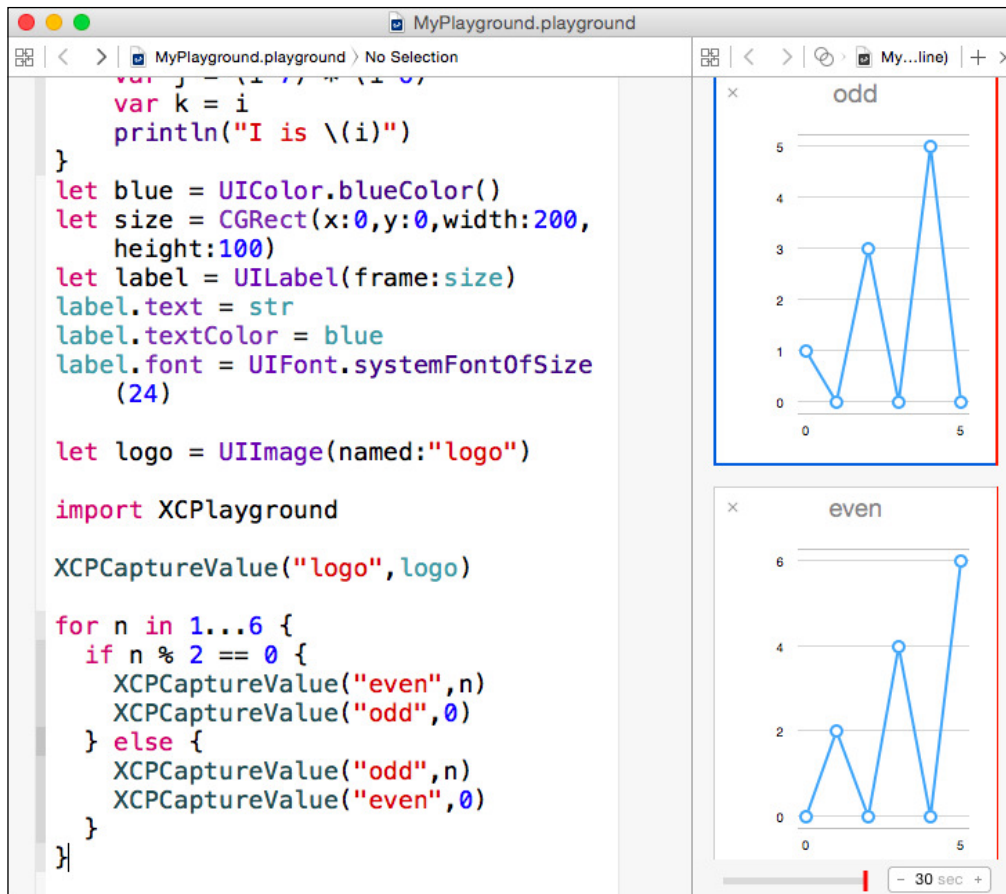 MyPlayground.playground
MyPlayground.playground › No Selection
My...line)
var k = i
println("I is \(i)")
}
let blue = UIColor.blueColor()
let size = CGRect(x:0,y:0,width:200,
height:100)
let label = UILabel(frame:size)
label.text = str
label.textColor = blue
label.font = UIFont.systemFontOfSize
(24)
let logo = UIImage(named:"logo")
import XCPlayground
XCPCaptureValue("logo",logo)
for n in 1...6 {
if n % 2 == 0 {
XCPCaptureValue("even",n)
XCPCaptureValue("odd",0)
} else {
XCPCaptureValue("odd",n)
XCPCaptureValue("even",0)
}
}
odd
5
4
3
2
1
0
0 5
even
6
4
2
0
0 5
- 30 sec +